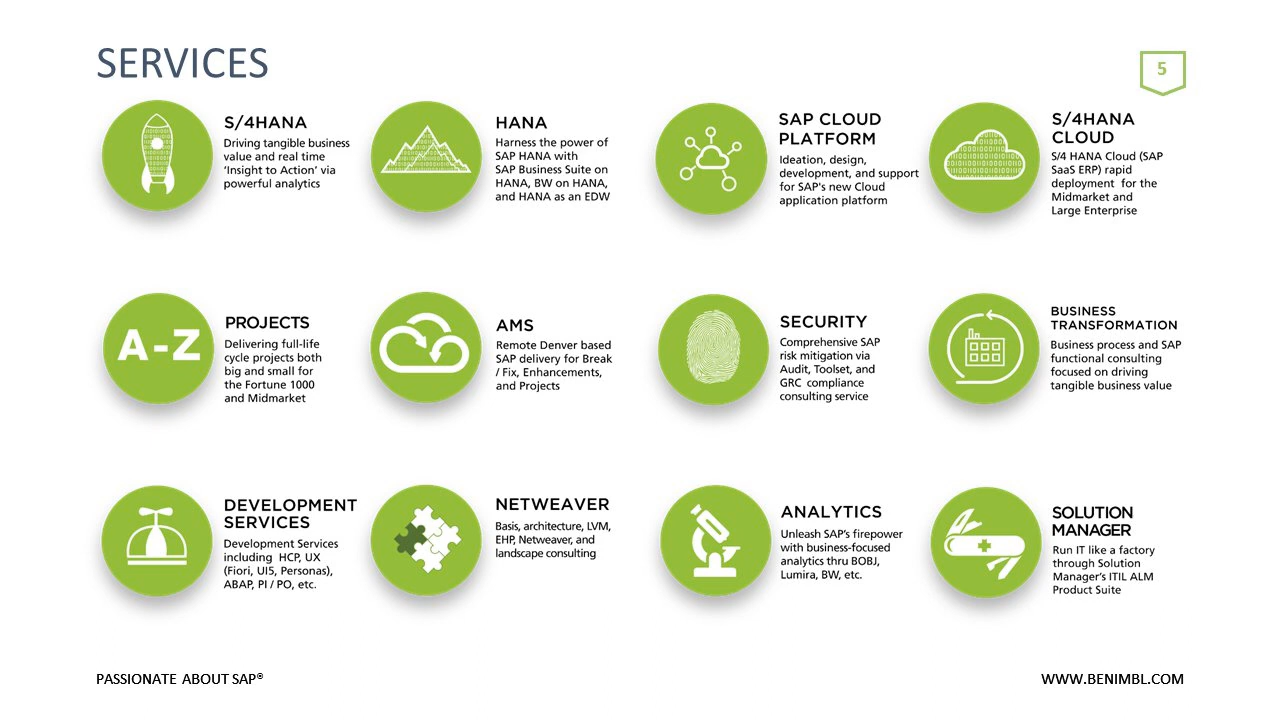 SERVICES
5
S/4HANA
Driving tangible business
value and real time
‘Insight to Action’ via
powerful analytics
HANA
Harness the power of
SAP HANA with
SAP Business Suite on
HANA, BW on HANA,
and HANA as an EDW
SAP CLOUD
PLATFORM
Ideation, design,
development, and support
for SAP's new Cloud
application platform
S/4HANA
CLOUD
S/4 HANA Cloud (SAP
SaaS ERP) rapid
deployment for the
Midmarket and
Large Enterprise
A-Z
PROJECTS
Delivering full-life
cycle projects both
big and small for
the Fortune 1000
and Midmarket
AMS
Remote Denver based
SAP delivery for Break
/ Fix, Enhancements,
and Projects
SECURITY
Comprehensive SAP
risk mitigation via
Audit, Toolset, and
GRC compliance
consulting service
BUSINESS
TRANSFORMATION
Business process and SAP
functional consulting
focused on driving
tangible business value
DEVELOPMENT
SERVICES
Development Services
including HCP, UX
(Fiori, UI5, Personas),
ABAP, PI / PO, etc.
NETWEAVER
Basis, architecture, LVM,
EHP, Netweaver, and
landscape consulting
ANALYTICS
Unleash SAP’s firepower
with business-focused
analytics thru BOBJ,
Lumira, BW, etc.
SOLUTION
MANAGER
Run IT like a factory
through Solution
Manager’s ITIL ALM
Product Suite
PASSIONATE ABOUT SAP®
WWW.BENIMBL.COM